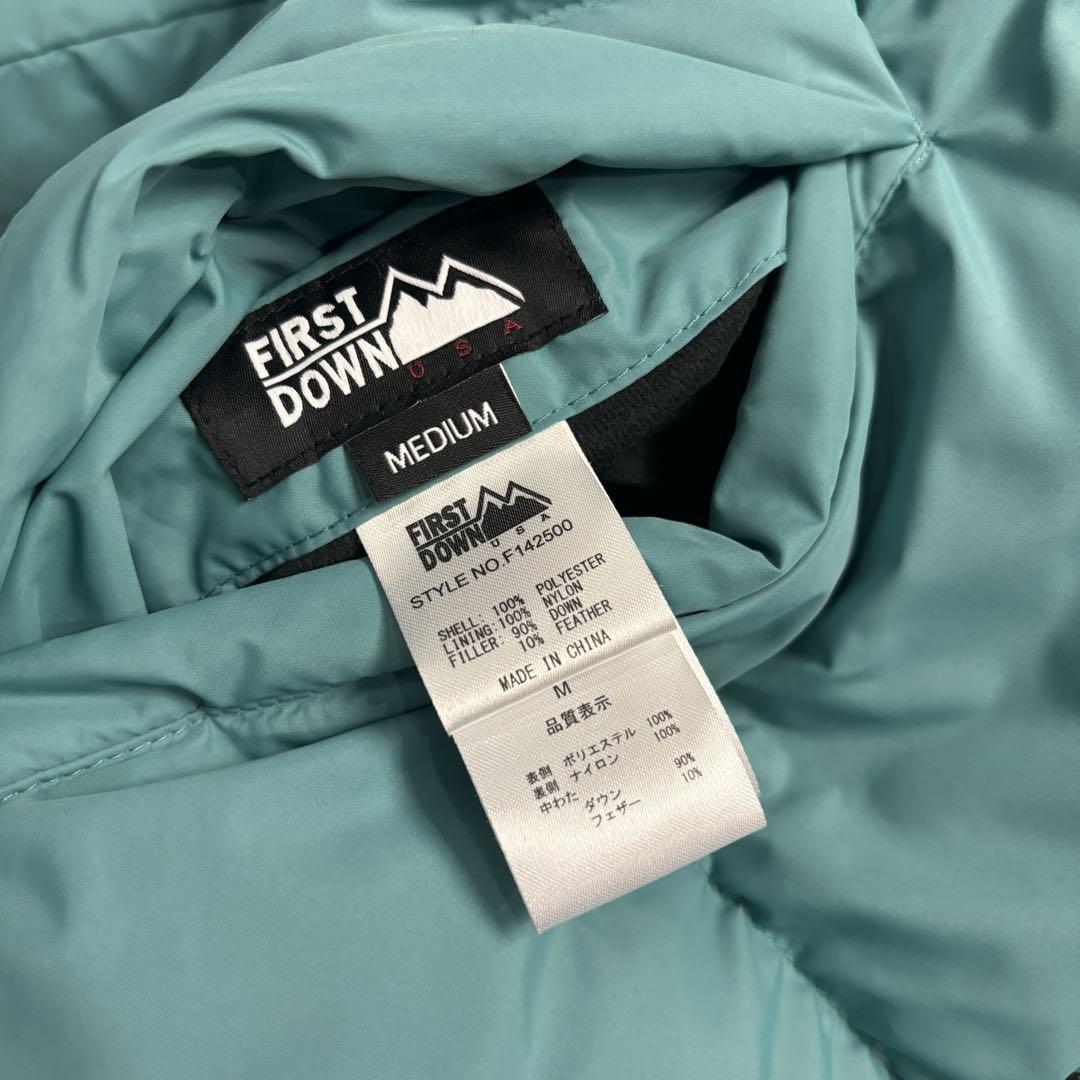 FIRST
DOWN
USA
MEDIUM
FIRST
DOWN
USA
STYLE NO.F142500
SHELL: 100% POLYESTER
LINING:100% NYLON
FILLER: 90% DOWN
10% FEATHER
MADE IN CHINA
M
品質表示
表側 ポリエステル 100%
裏側 ナイロン 100%
中わた ダウン 90%
フェザー 10%